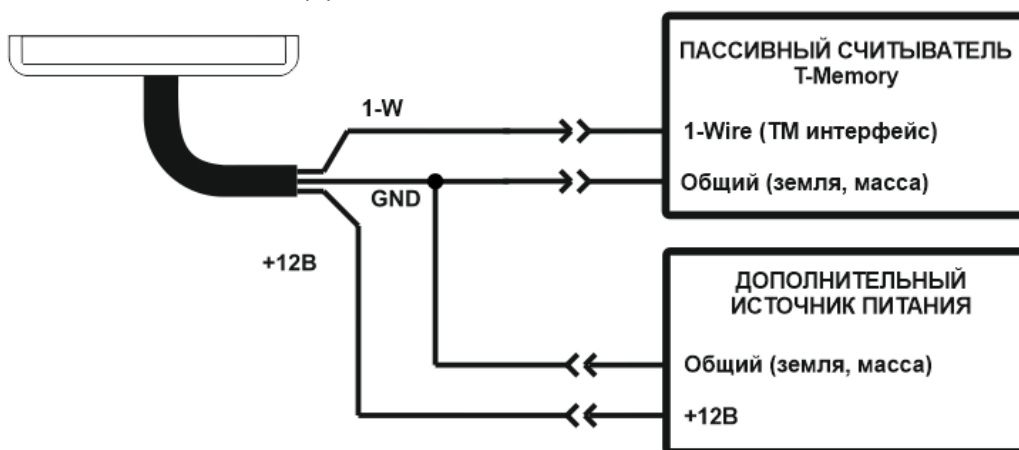 ПАССИВНЫЙ СЧИТЫВАТЕЛЬ
T-Memory
1-W
1-Wire (ТМ интерфейс)
GND
Общий (земля, масса)
+12В
ДОПОЛНИТЕЛЬНЫЙ
ИСТОЧНИК ПИТАНИЯ
Общий (земля, масса)
+12В